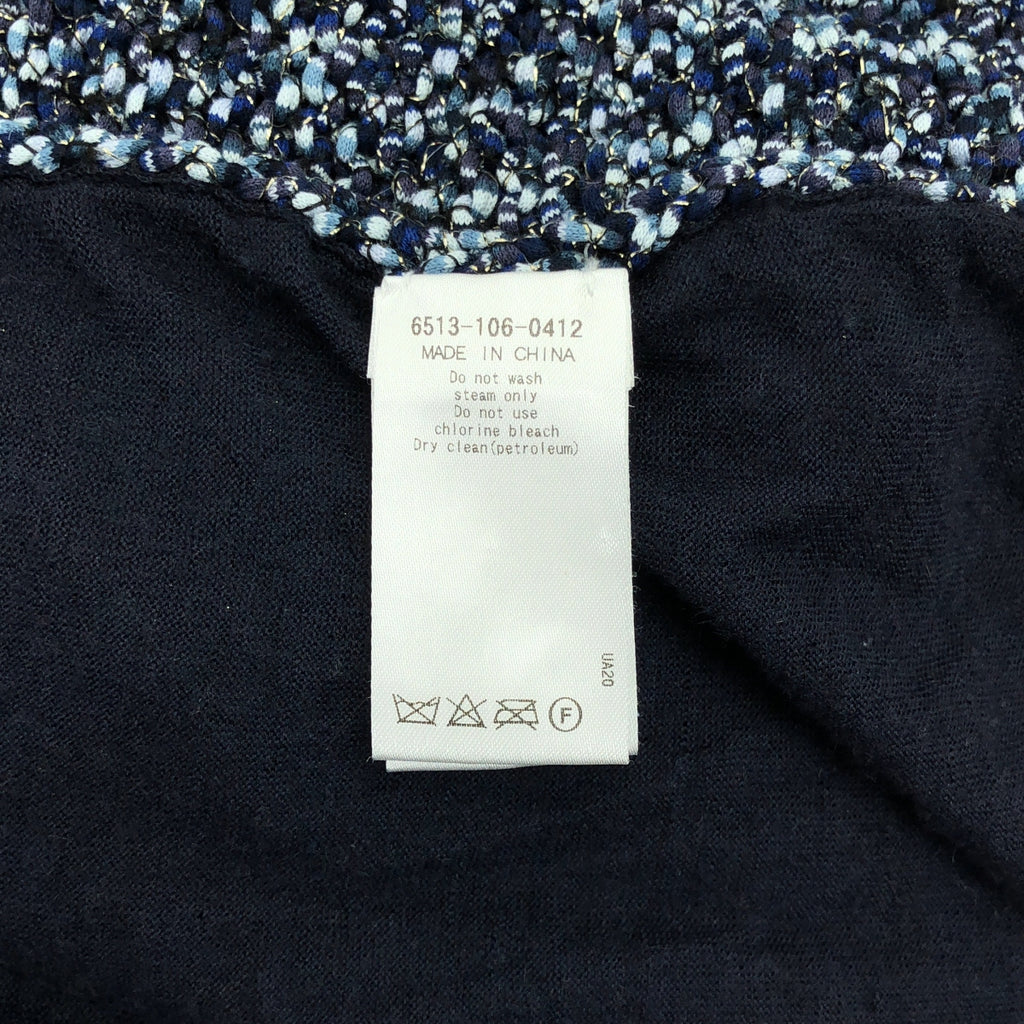 6513-106-0412
MADE IN CHINA
Do not wash
steam only
Do not use
chlorine bleach
Dry clean(petroleum)
UA20
F